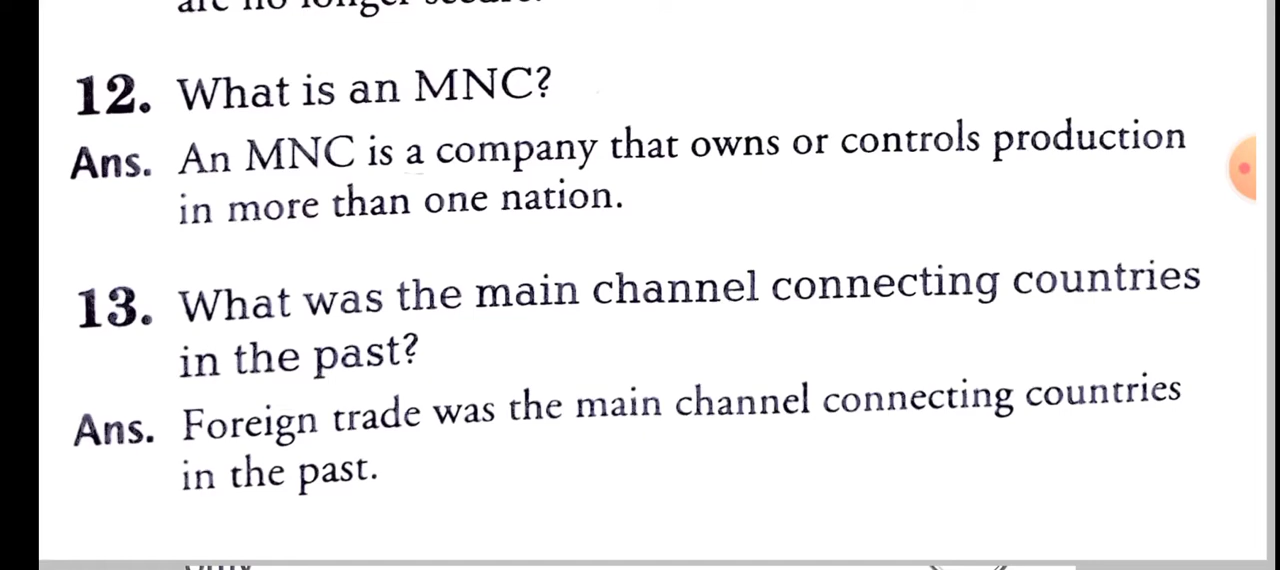 12. What is an MNC?
Ans. An MNC is a company that owns or controls production
in more than one nation.
13. What was the main channel connecting countries
in the past?
Ans. Foreign trade was the main channel connecting countries
in the past.